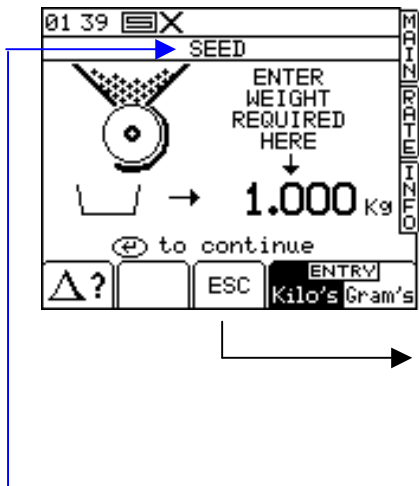 01 39
SEED
ENTER
WEIGHT
REQUIRED
HERE
1.000 Kg
to continue
?
ESC
ENTRY
Kilo's Gram's
MAIN
RATE
INFO